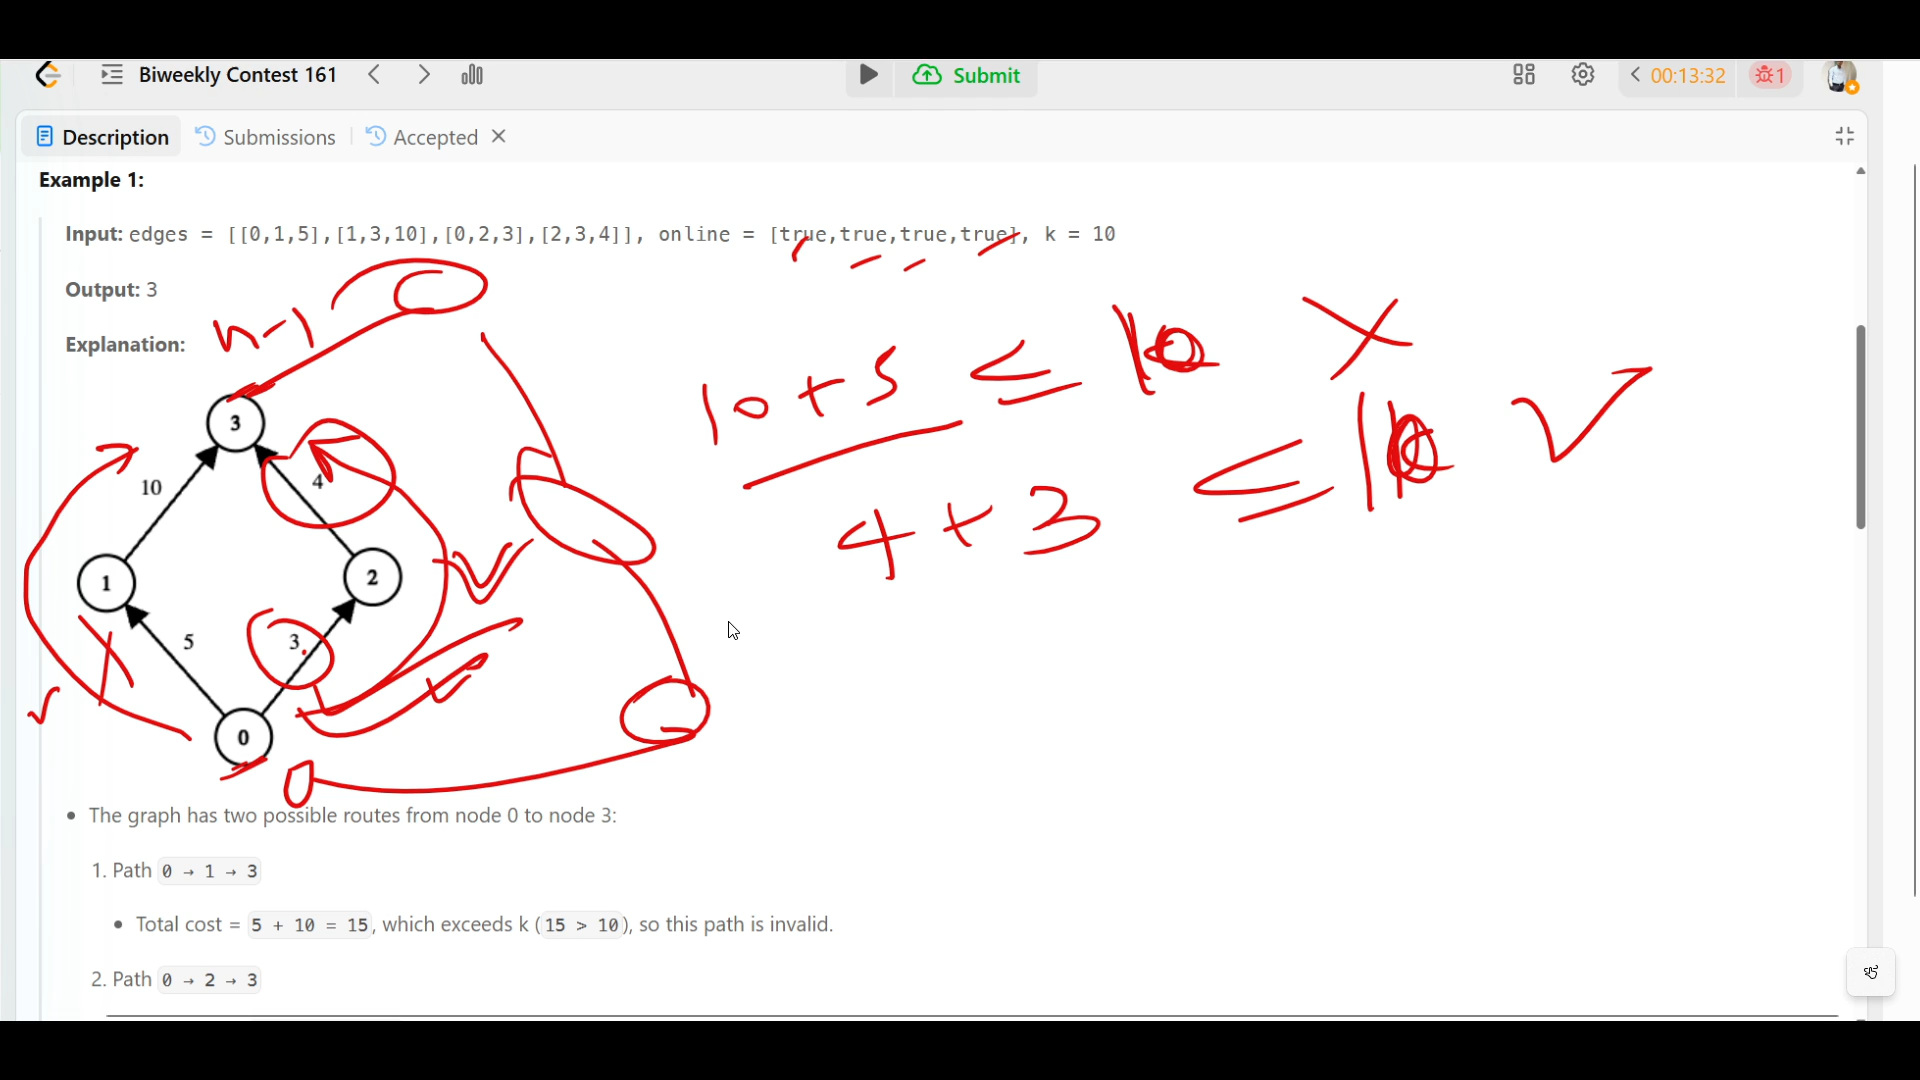 Biweekly Contest 161
Submit
00:13:32
1
Description
Submissions
Accepted
Example 1:
Input: edges = [[0,1,5],[1,3,10],[0,2,3],[2,3,4]], online = [true,true,true,true], k = 10
Output: 3
Explanation:
n-1
10 + 5 ≤
3
10
4
4 + 3 ≤
1
2
5
3
0
0
The graph has two possible routes from node 0 to node 3:
1. Path 0 → 1 → 3
Total cost = 5 + 10 = 15, which exceeds k (15 > 10), so this path is invalid.
2. Path 0 → 2 → 3